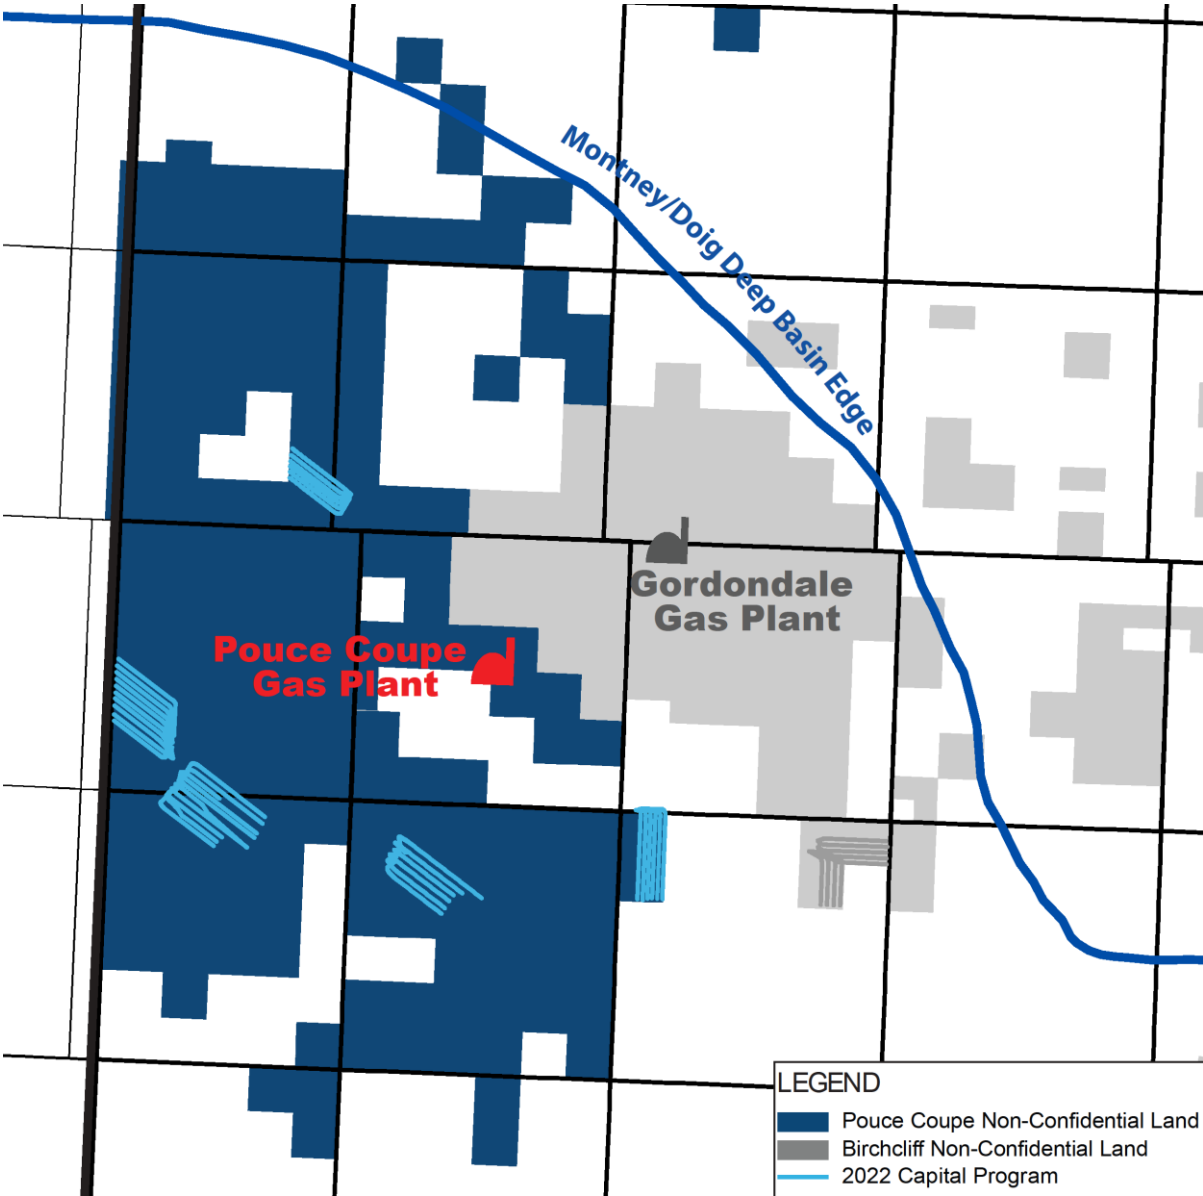 Montney/Doig Deep Basin Edge
Gordondale
Gas Plant
Pouce Coupe
Gas Plant
LEGEND
Pouce Coupe Non-Confidential Land
Birchcliff Non-Confidential Land
2022 Capital Program